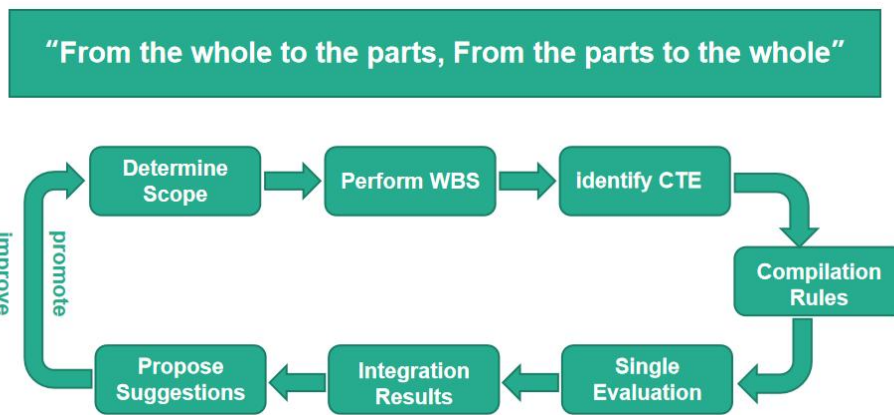 “From the whole to the parts, From the parts to the whole”
Determine
Scope
Perform WBS
identify CTE
Compilation
Rules
Single
Evaluation
Integration
Results
Propose
Suggestions
promote
improve